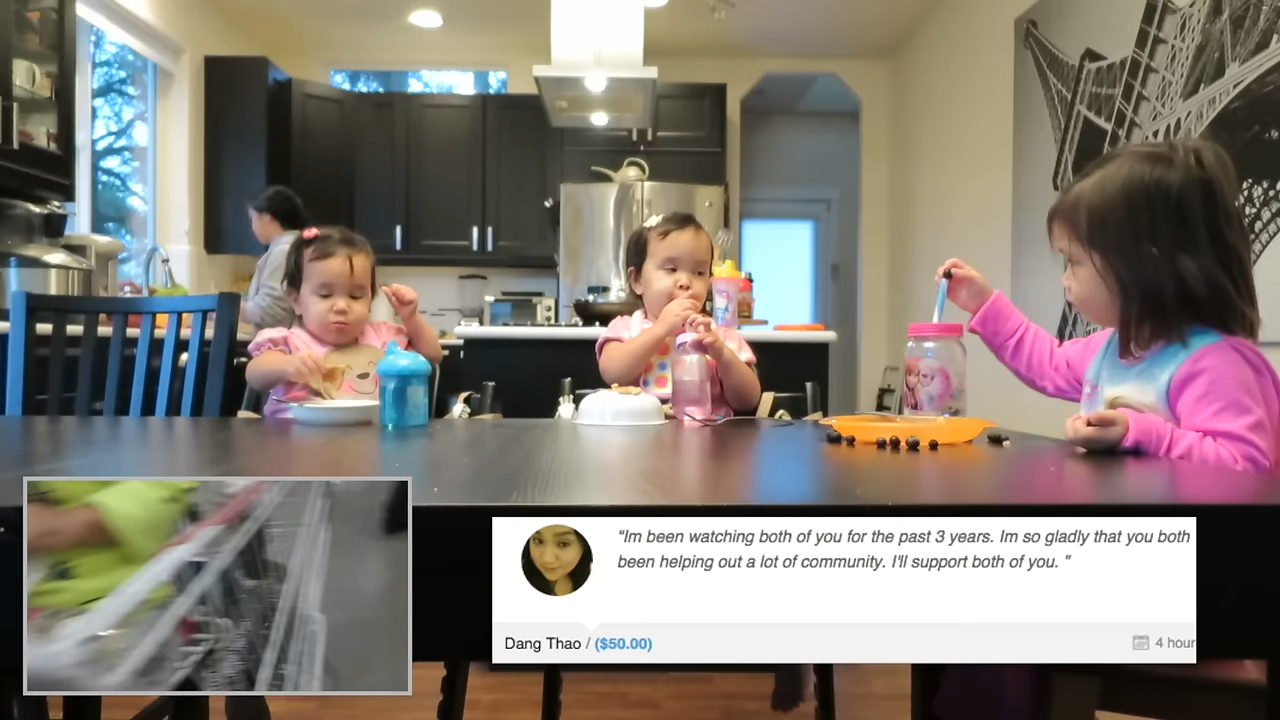 “Im been watching both of you for the past 3 years. Im so gladly that you both
been helping out a lot of community. I'll support both of you. ”
Dang Thao / ($50.00)
4 hour